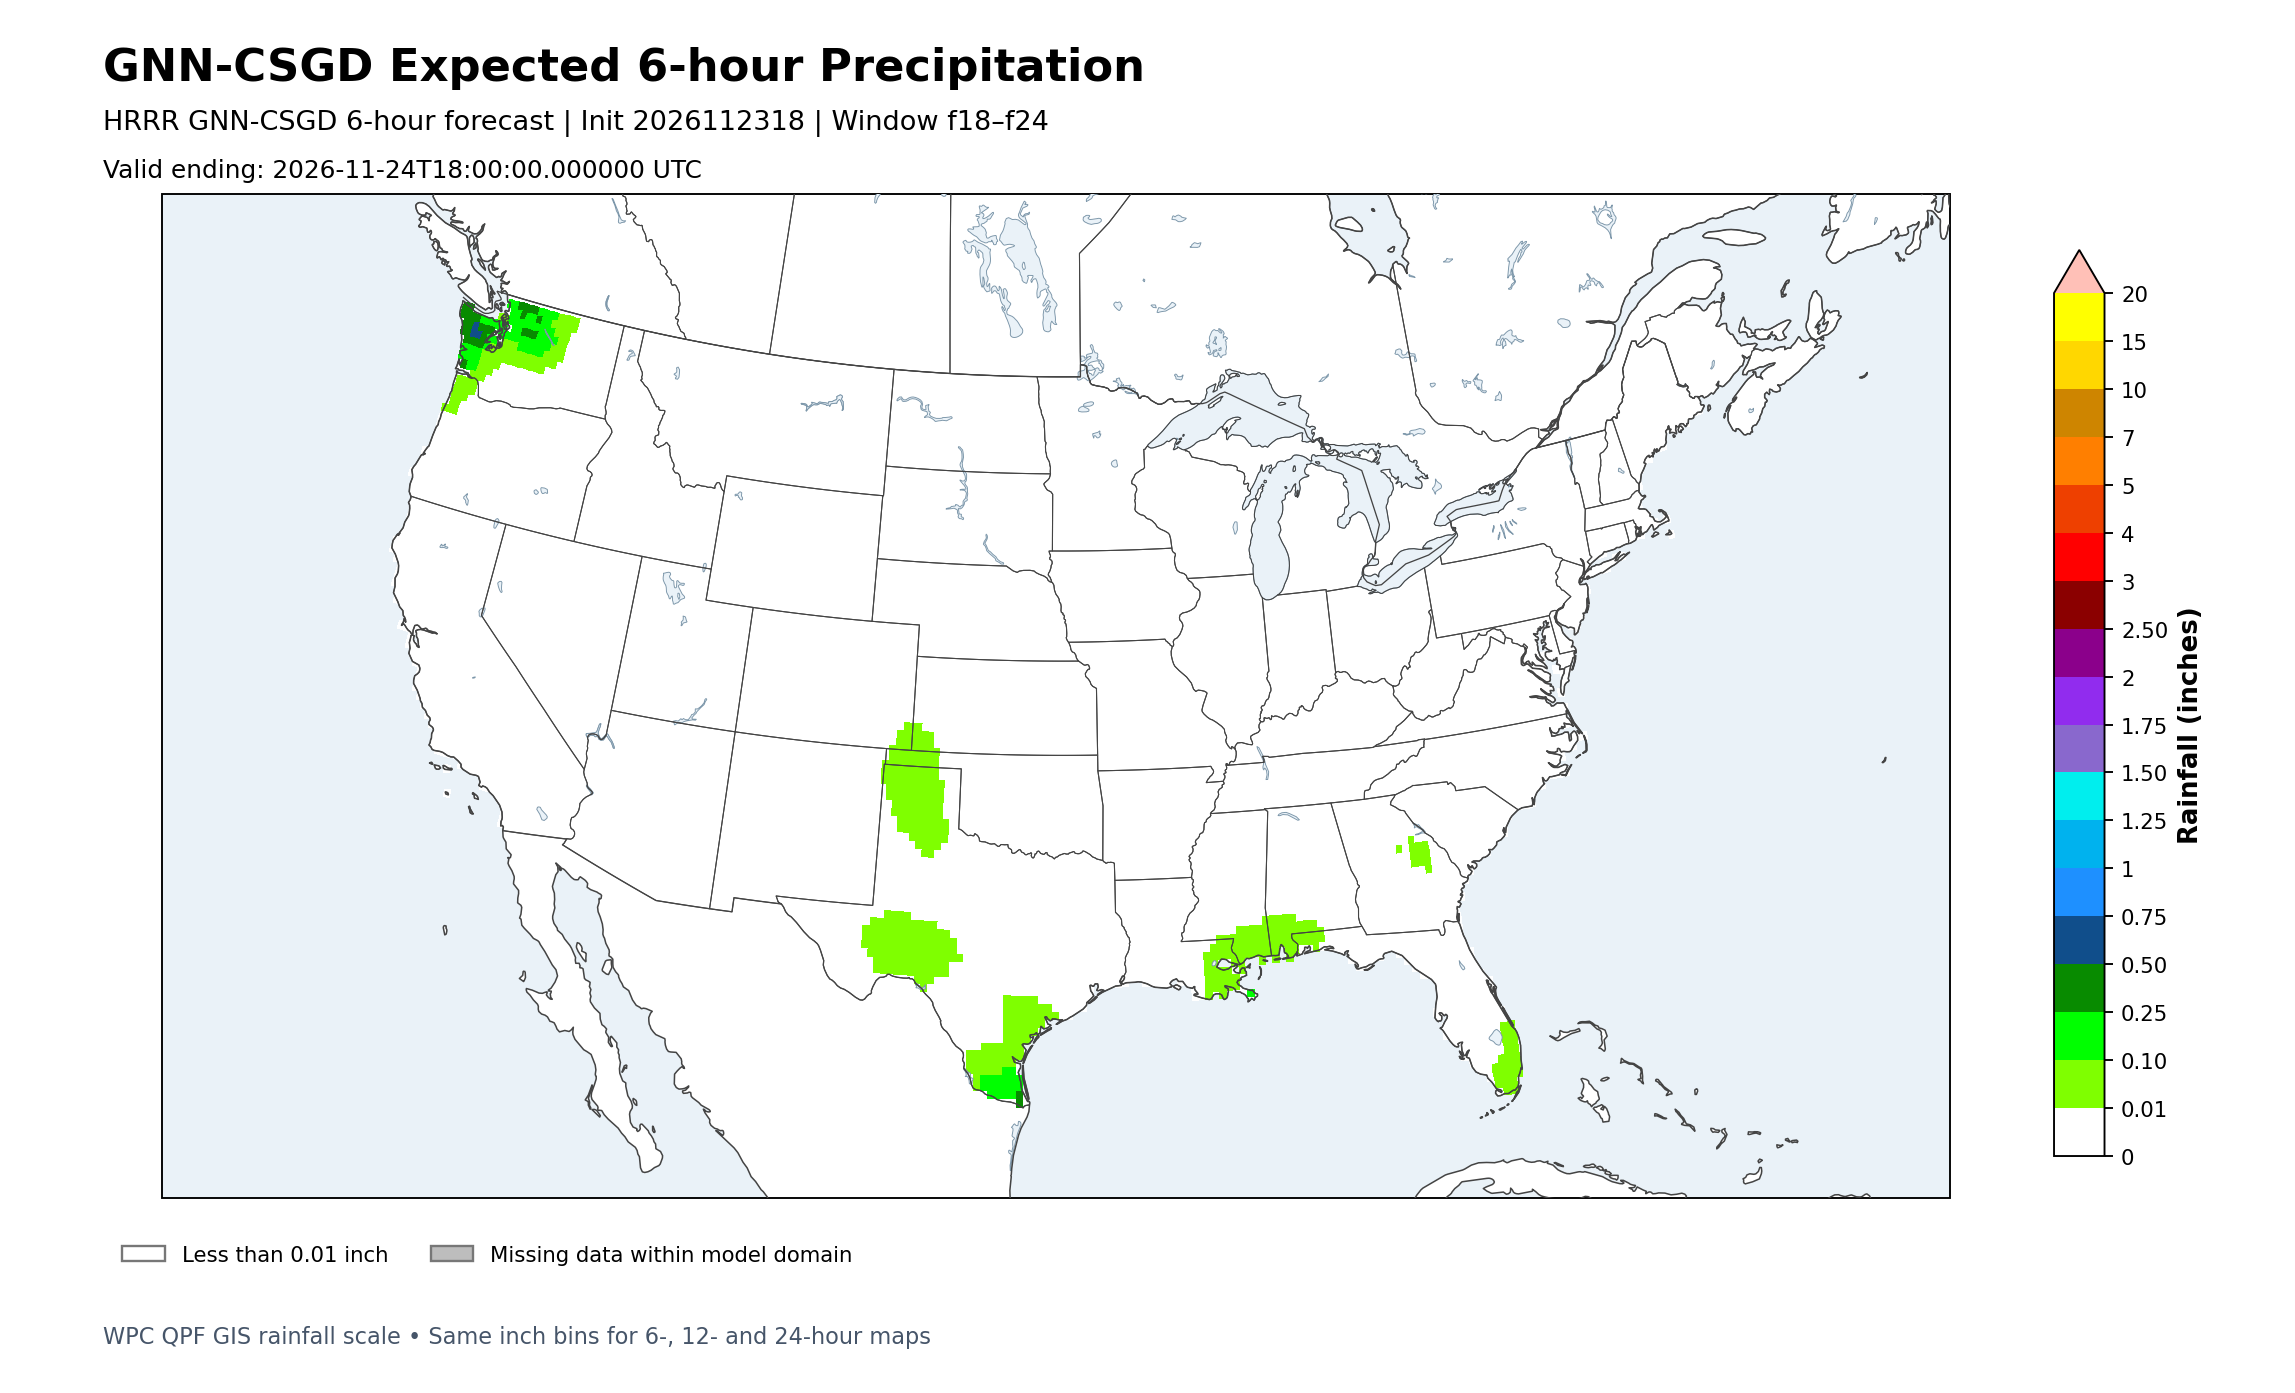 GNN-CSGD Expected 6-hour Precipitation
HRRR GNN-CSGD 6-hour forecast | Init 2026112318 | Window f18–f24
Valid ending: 2026-11-24T18:00:00.000000 UTC
20
15
10
7
5
4
3
2.50
2
1.75
1.50
1.25
1
0.75
0.50
0.25
0.10
0.01
0
Rainfall (inches)
Less than 0.01 inch
Missing data within model domain
WPC QPF GIS rainfall scale • Same inch bins for 6-, 12- and 24-hour maps